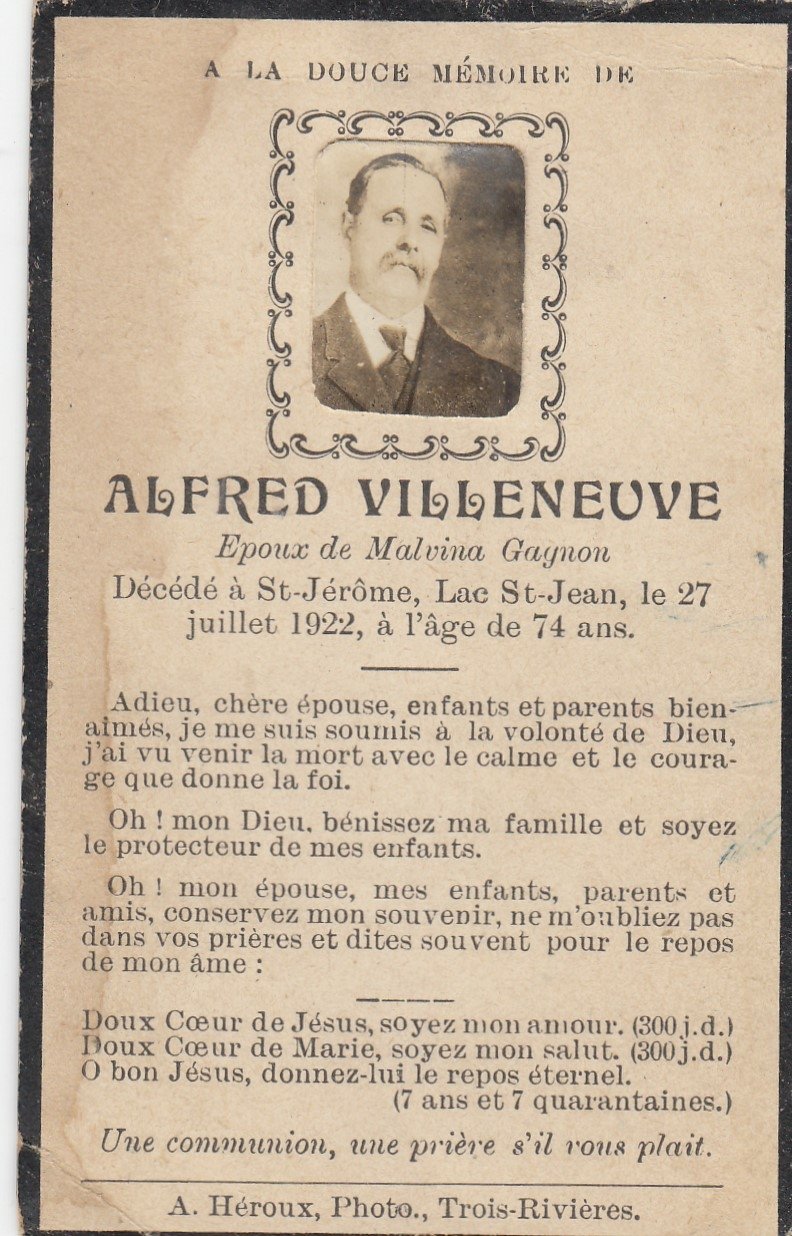 A LA DOUCE MÉMOIRE DE
ALFRED VILLENEUVE
Epoux de Malvina Gagnon
Décédé à St-Jérôme, Lac St-Jean, le 27
juillet 1922, à l'âge de 74 ans.
Adieu, chère épouse, enfants et parents bien-
aimés, je me suis soumis à la volonté de Dieu,
j'ai vu venir la mort avec le calme et le coura-
ge que donne la foi.
Oh ! mon Dieu, bénissez ma famille et soyez
le protecteur de mes enfants.
Oh ! mon épouse, mes enfants, parents et
amis, conservez mon souvenir, ne m'oubliez pas
dans vos prières et dites souvent pour le repos
de mon âme :
Doux Cœur de Jésus, soyez mon amour. (300 j.d.)
Doux Cœur de Marie, soyez mon salut. (300 j.d.)
O bon Jésus, donnez-lui le repos éternel.
(7 ans et 7 quarantaines.)
Une communion, une prière s'il vous plait.
A. Héroux, Photo., Trois-Rivières.